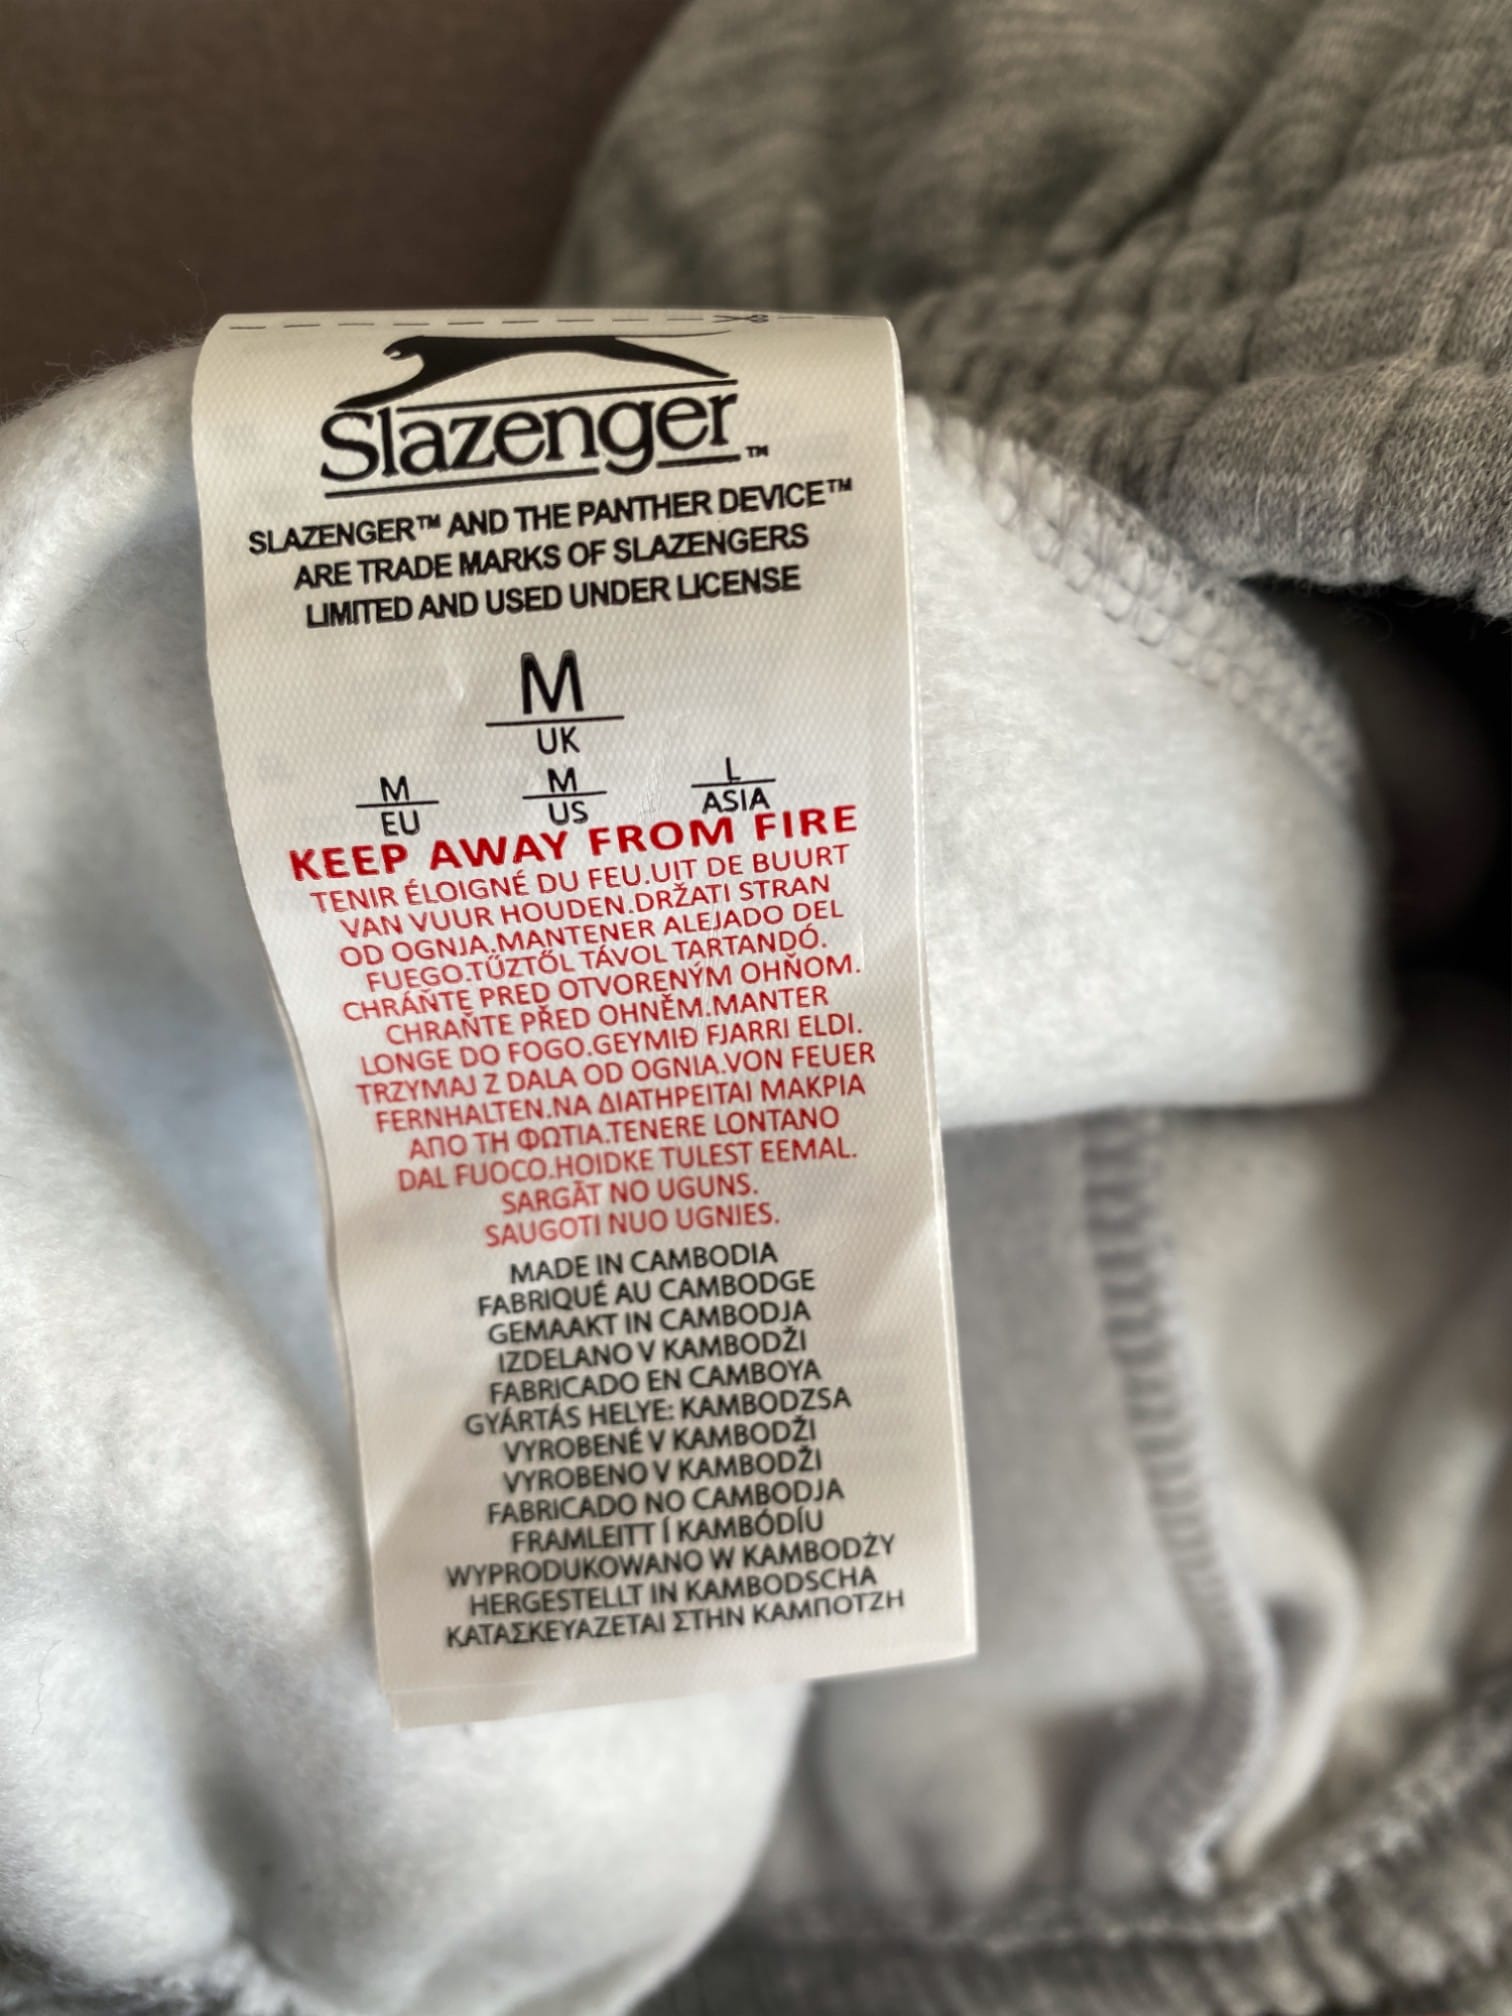 Slazenger™
SLAZENGER™ AND THE PANTHER DEVICE™
ARE TRADE MARKS OF SLAZENGERS
LIMITED AND USED UNDER LICENSE
M
UK
M M L
EU US ASIA
KEEP AWAY FROM FIRE
TENIR ÉLOIGNÉ DU FEU.UIT DE BUURT
VAN VUUR HOUDEN.DRŽATI STRAN
OD OGNJA.MANTENER ALEJADO DEL
FUEGO.TŰZTŐL TÁVOL TARTANDÓ.
CHRÁŇTE PRED OTVORENÝM OHŇOM.
CHRAŇTE PŘED OHNĚM.MANTER
LONGE DO FOGO.GEYMIÐ FJARRI ELDI.
TRZYMAJ Z DALA OD OGNIA.VON FEUER
FERNHALTEN.ΝΑ ΔΙΑΤΗΡΕΙΤΑΙ ΜΑΚΡΙΑ
ΑΠΟ ΤΗ ΦΩΤΙΑ.TENERE LONTANO
DAL FUOCO.HOIDKE TULEST EEMAL.
SARGĀT NO UGUNS.
SAUGOTI NUO UGNIES.
MADE IN CAMBODIA
FABRIQUÉ AU CAMBODGE
GEMAAKT IN CAMBODJA
IZDELANO V KAMBODŽI
FABRICADO EN CAMBOYA
GYÁRTÁS HELYE: KAMBODZSA
VYROBENÉ V KAMBODŽI
VYROBENO V KAMBODŽI
FABRICADO NO CAMBODJA
FRAMLEITT Í KAMBÓDÍU
WYPRODUKOWANO W KAMBODŻY
HERGESTELLT IN KAMBODSCHA
ΚΑΤΑΣΚΕΥΑΖΕΤΑΙ ΣΤΗΝ ΚΑΜΠΟΤΖΗ